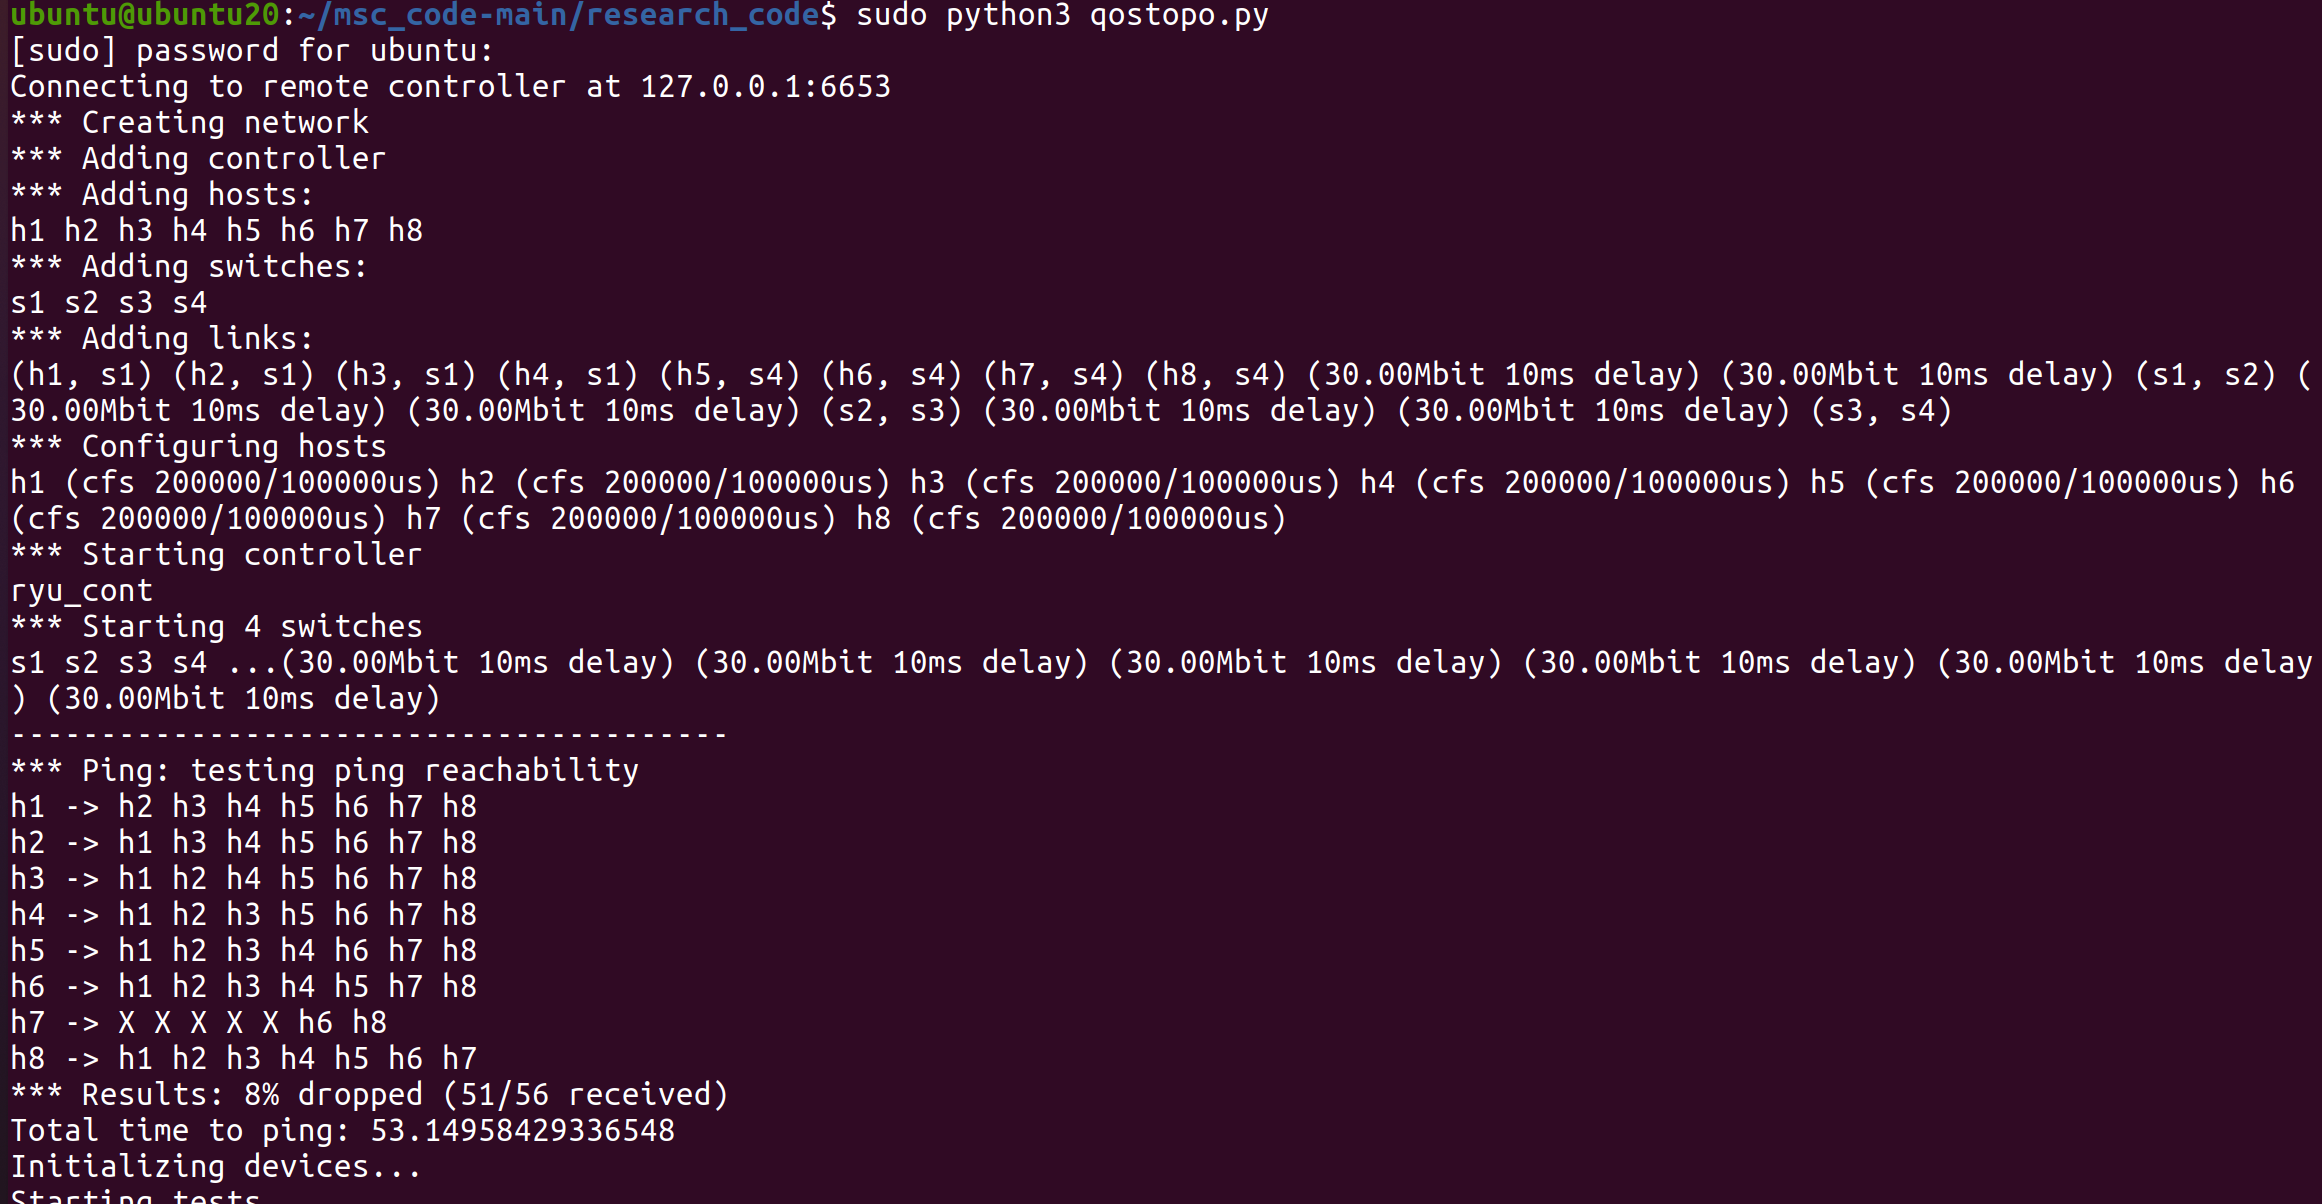 ubuntu@ubuntu20:~/msc_code-main/research_code$ sudo python3 qostopo.py
[sudo] password for ubuntu:
Connecting to remote controller at 127.0.0.1:6653
*** Creating network
*** Adding controller
*** Adding hosts:
h1 h2 h3 h4 h5 h6 h7 h8
*** Adding switches:
s1 s2 s3 s4
*** Adding links:
(h1, s1) (h2, s1) (h3, s1) (h4, s1) (h5, s4) (h6, s4) (h7, s4) (h8, s4) (30.00Mbit 10ms delay) (30.00Mbit 10ms delay) (s1, s2) (
30.00Mbit 10ms delay) (30.00Mbit 10ms delay) (s2, s3) (30.00Mbit 10ms delay) (30.00Mbit 10ms delay) (s3, s4)
*** Configuring hosts
h1 (cfs 200000/100000us) h2 (cfs 200000/100000us) h3 (cfs 200000/100000us) h4 (cfs 200000/100000us) h5 (cfs 200000/100000us) h6
(cfs 200000/100000us) h7 (cfs 200000/100000us) h8 (cfs 200000/100000us)
*** Starting controller
ryu_cont
*** Starting 4 switches
s1 s2 s3 s4 ...(30.00Mbit 10ms delay) (30.00Mbit 10ms delay) (30.00Mbit 10ms delay) (30.00Mbit 10ms delay) (30.00Mbit 10ms delay
) (30.00Mbit 10ms delay)
----------------------------------------
*** Ping: testing ping reachability
h1 -> h2 h3 h4 h5 h6 h7 h8
h2 -> h1 h3 h4 h5 h6 h7 h8
h3 -> h1 h2 h4 h5 h6 h7 h8
h4 -> h1 h2 h3 h5 h6 h7 h8
h5 -> h1 h2 h3 h4 h6 h7 h8
h6 -> h1 h2 h3 h4 h5 h7 h8
h7 -> X X X X X h6 h8
h8 -> h1 h2 h3 h4 h5 h6 h7
*** Results: 8% dropped (51/56 received)
Total time to ping: 53.14958429336548
Initializing devices...
Starting tests